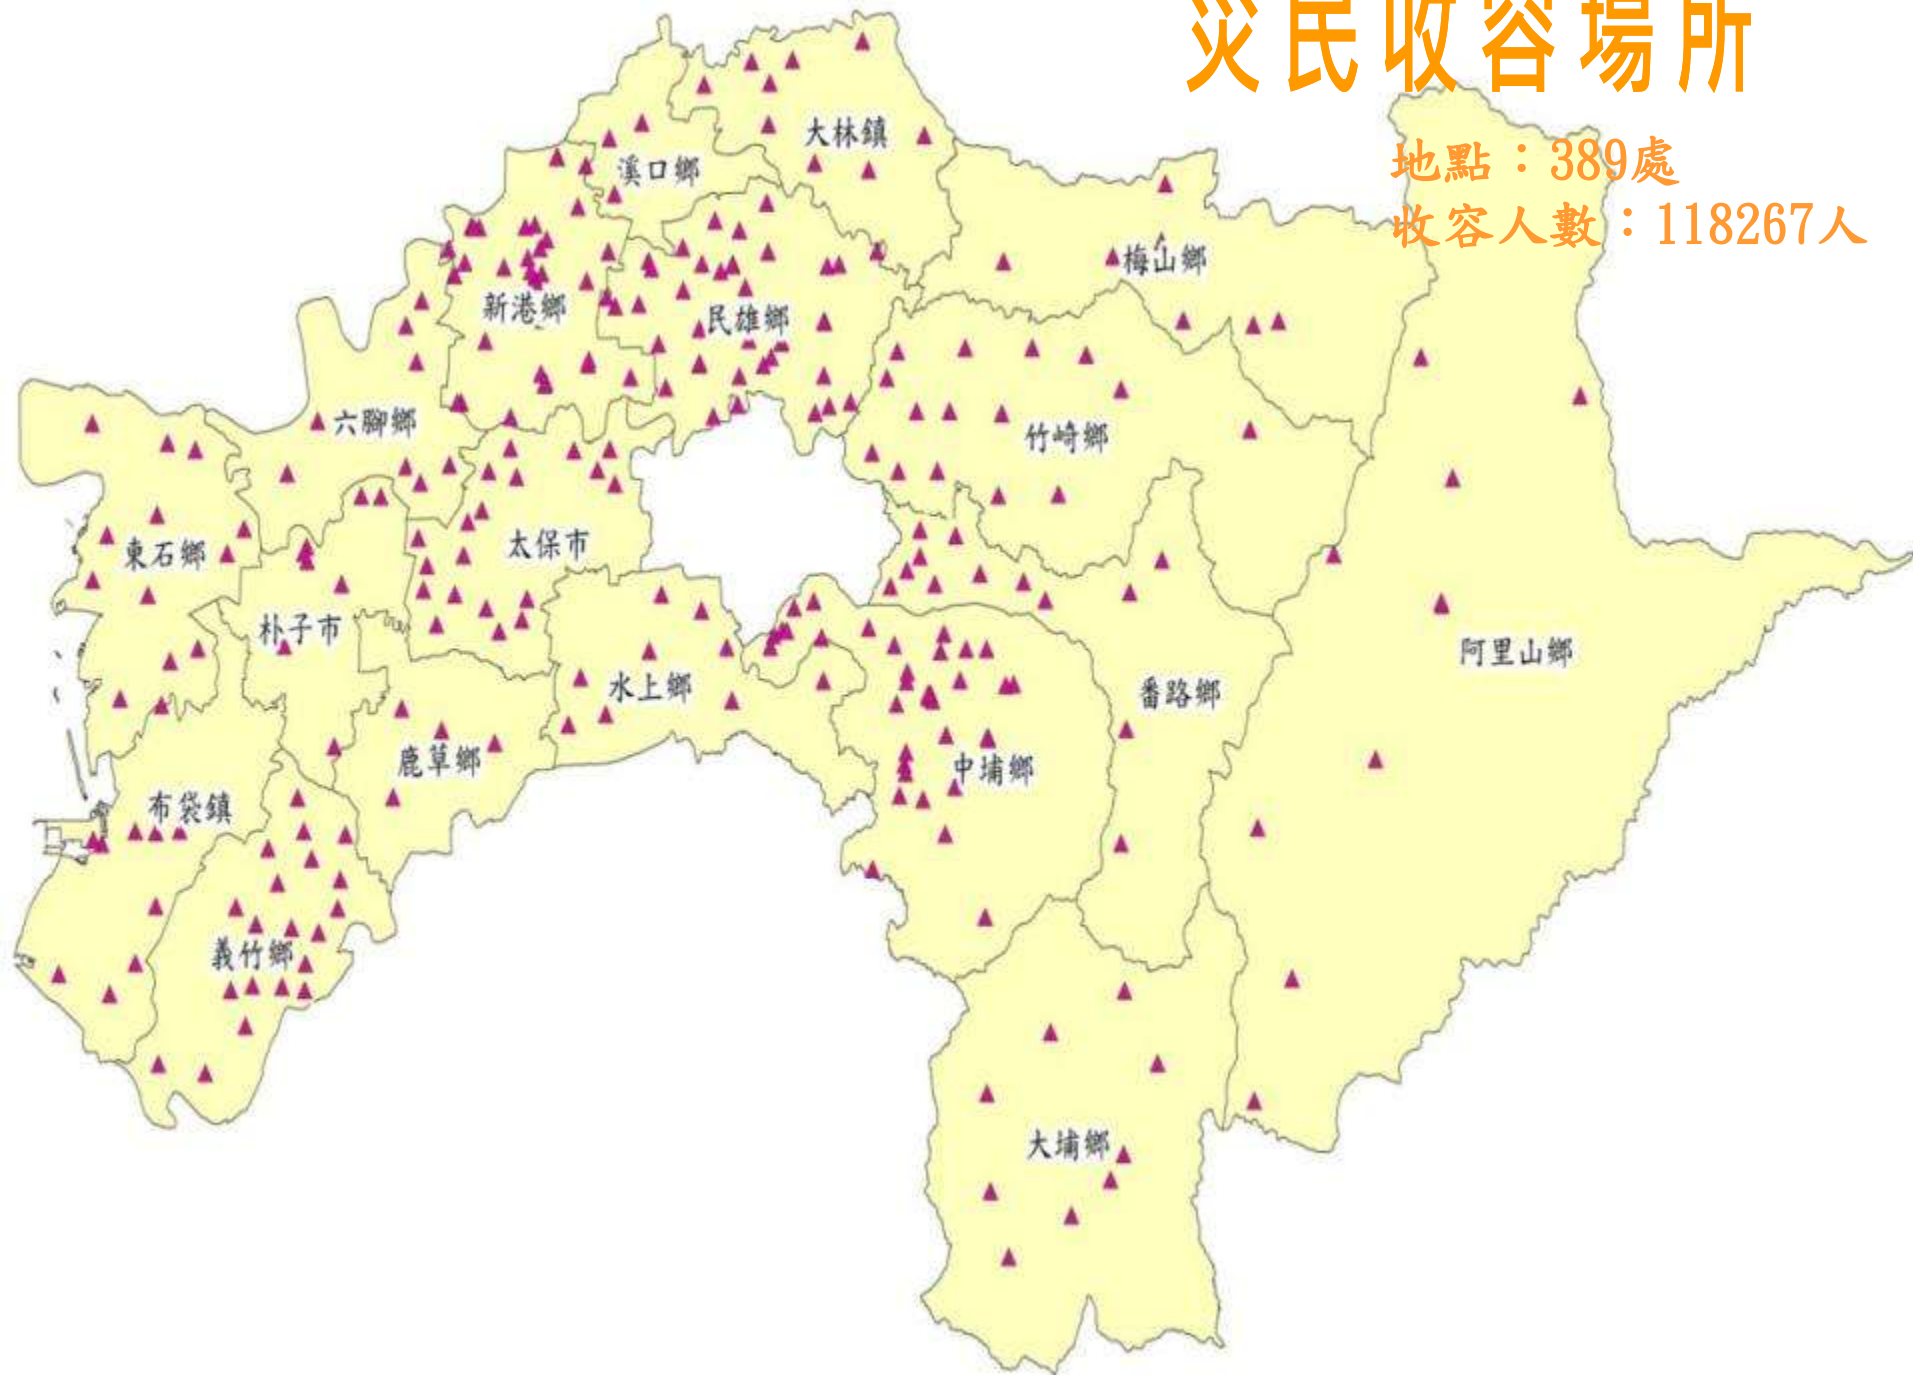 災民收容場所
地點：389處
收容人數：118267人
大林鎮
溪口鄉
梅山鄉
新港鄉
民雄鄉
六腳鄉
竹崎鄉
東石鄉
太保市
朴子市
阿里山鄉
水上鄉
番路鄉
鹿草鄉
中埔鄉
布袋鎮
義竹鄉
大埔鄉